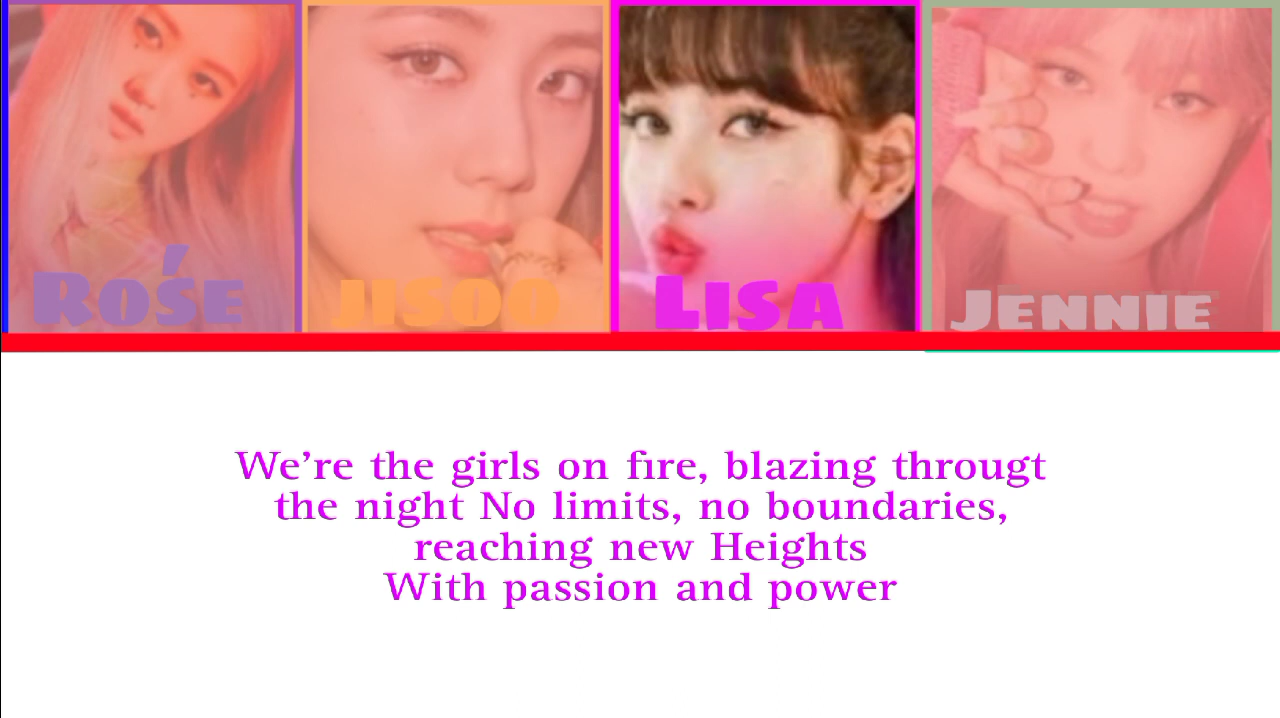 Rośe
JISOO
LISA
JENNIE
We're the girls on fire, blazing througt
the night No limits, no boundaries,
reaching new Heights
With passion and power